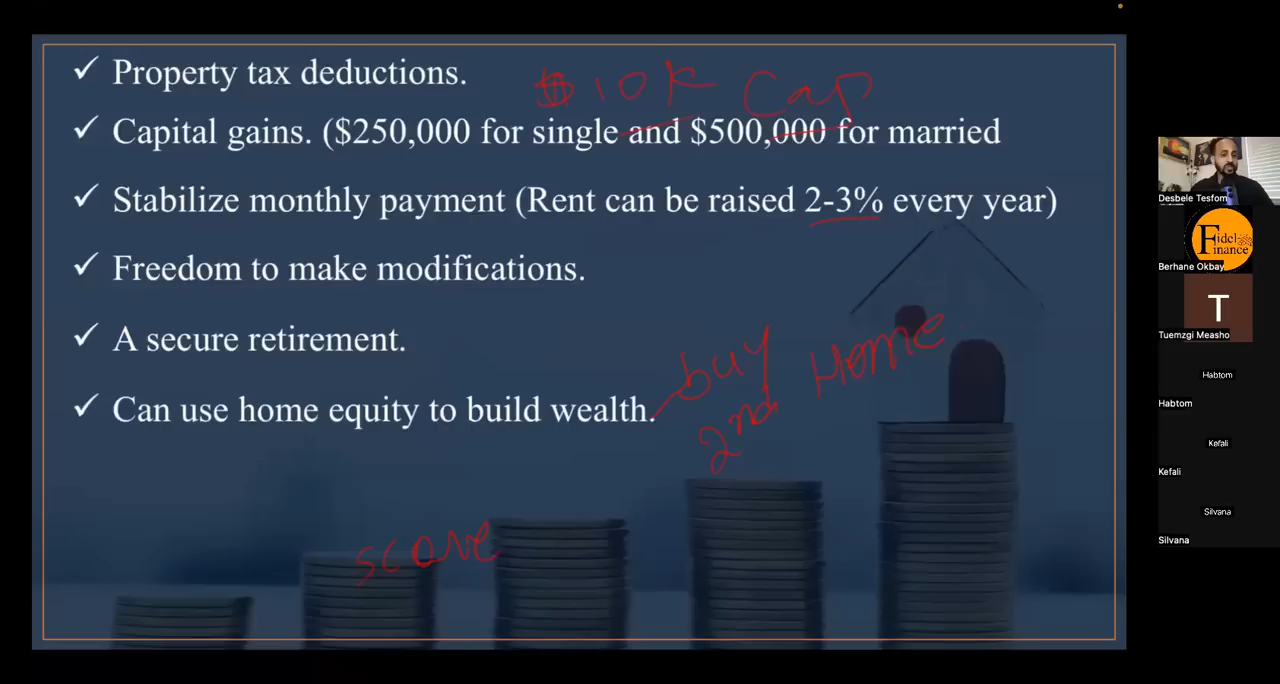 ✓ Property tax deductions.
$10K Cap
✓ Capital gains. ($250,000 for single and $500,000 for married
✓ Stabilize monthly payment (Rent can be raised 2-3% every year)
✓ Freedom to make modifications.
✓ A secure retirement.
✓ Can use home equity to build wealth.
buy
2nd Home
Desbele Tesfom
Fidel
Finance
Berhane Okbay
T
Tuemzgi Measho
Habtom
Habtom
Kefali
Kefali
Silvana
Silvana